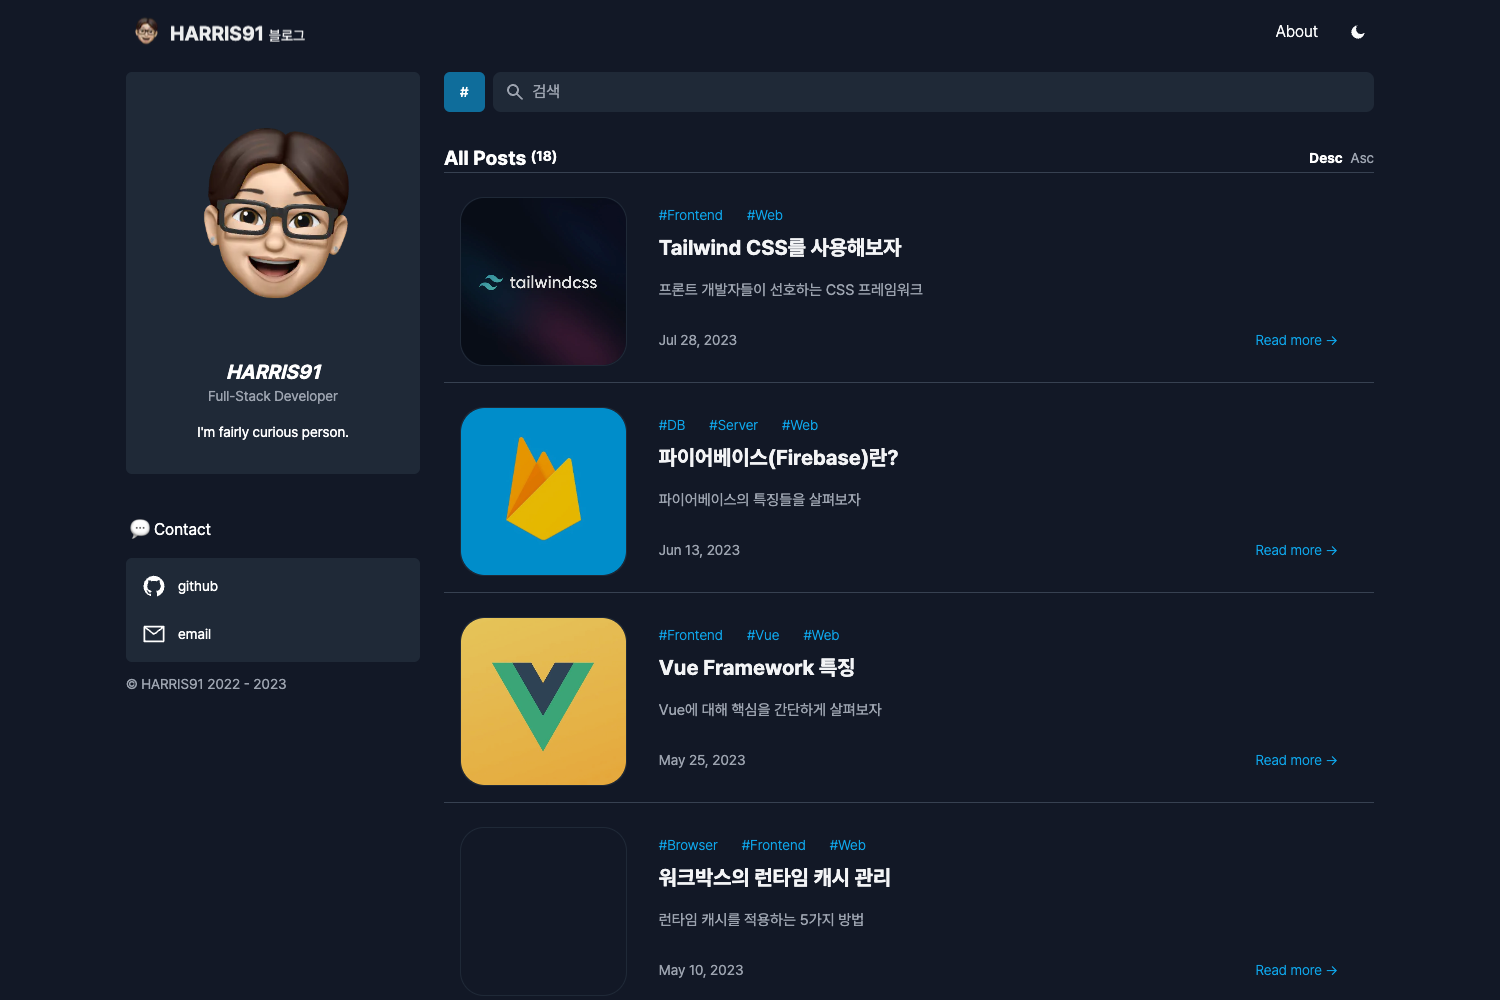 HARRIS91 블로그
About
HARRIS91
Full-Stack Developer
I'm fairly curious person.
Contact
github
email
© HARRIS91 2022 - 2023
#
검색
All Posts (18)
Desc Asc
tailwindcss
#Frontend #Web
Tailwind CSS를 사용해보자
프론트 개발자들이 선호하는 CSS 프레임워크
Jul 28, 2023
Read more →
#DB #Server #Web
파이어베이스(Firebase)란?
파이어베이스의 특징들을 살펴보자
Jun 13, 2023
Read more →
#Frontend #Vue #Web
Vue Framework 특징
Vue에 대해 핵심을 간단하게 살펴보자
May 25, 2023
Read more →
#Browser #Frontend #Web
워크박스의 런타임 캐시 관리
런타임 캐시를 적용하는 5가지 방법
May 10, 2023
Read more →